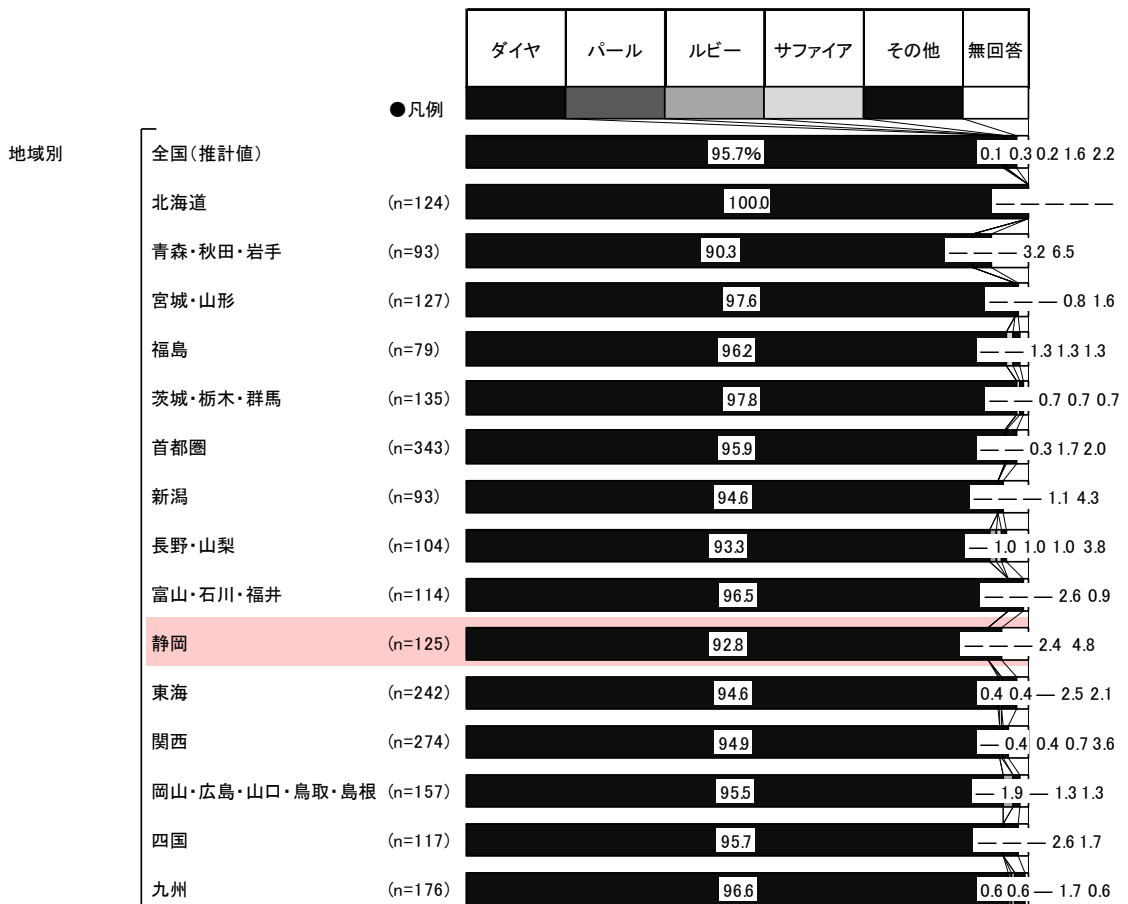 ダイヤ パール ルビー サファイア その他 無回答
●凡例
地域別 全国(推計値) 95.7% 0.1 0.3 0.2 1.6 2.2
北海道 (n=124) 100.0 — — — — —
青森・秋田・岩手 (n=93) 90.3 — — — 3.2 6.5
宮城・山形 (n=127) 97.6 — — — 0.8 1.6
福島 (n=79) 96.2 — — 1.3 1.3 1.3
茨城・栃木・群馬 (n=135) 97.8 — — 0.7 0.7 0.7
首都圏 (n=343) 95.9 — — 0.3 1.7 2.0
新潟 (n=93) 94.6 — — — 1.1 4.3
長野・山梨 (n=104) 93.3 — 1.0 1.0 1.0 3.8
富山・石川・福井 (n=114) 96.5 — — — 2.6 0.9
静岡 (n=125) 92.8 — — — 2.4 4.8
東海 (n=242) 94.6 0.4 0.4 — 2.5 2.1
関西 (n=274) 94.9 — 0.4 0.4 0.7 3.6
岡山・広島・山口・鳥取・島根 (n=157) 95.5 — 1.9 — 1.3 1.3
四国 (n=117) 95.7 — — — 2.6 1.7
九州 (n=176) 96.6 0.6 0.6 — 1.7 0.6